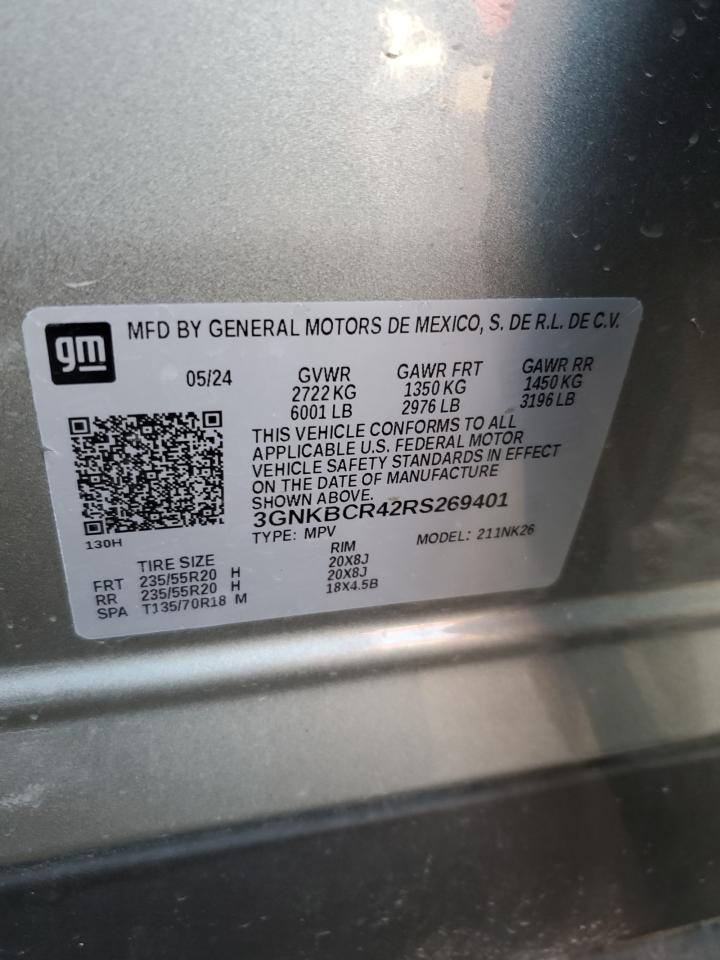 gm
MFD BY GENERAL MOTORS DE MEXICO, S. DE R.L. DE C.V.
05/24
GVWR GAWR FRT GAWR RR
2722 KG 1350 KG 1450 KG
6001 LB 2976 LB 3196 LB
THIS VEHICLE CONFORMS TO ALL
APPLICABLE U.S. FEDERAL MOTOR
VEHICLE SAFETY STANDARDS IN EFFECT
ON THE DATE OF MANUFACTURE
SHOWN ABOVE.
3GNKBCR42RS269401
130H
TYPE: MPV MODEL: 211NK26
TIRE SIZE RIM
FRT 235/55R20 H 20X8J
RR 235/55R20 H 20X8J
SPA T135/70R18 M 18X4.5B